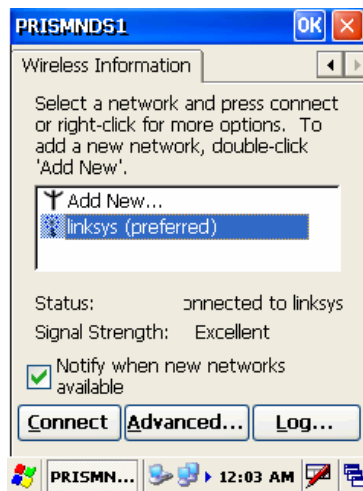 PRISMNDS1 OK
Wireless Information
Select a network and press connect
or right-click for more options. To
add a new network, double-click
'Add New'.
Add New...
linksys (preferred)
Status: onnected to linksys
Signal Strength: Excellent
Notify when new networks
available
Connect Advanced... Log...
PRISMN... 12:03 AM